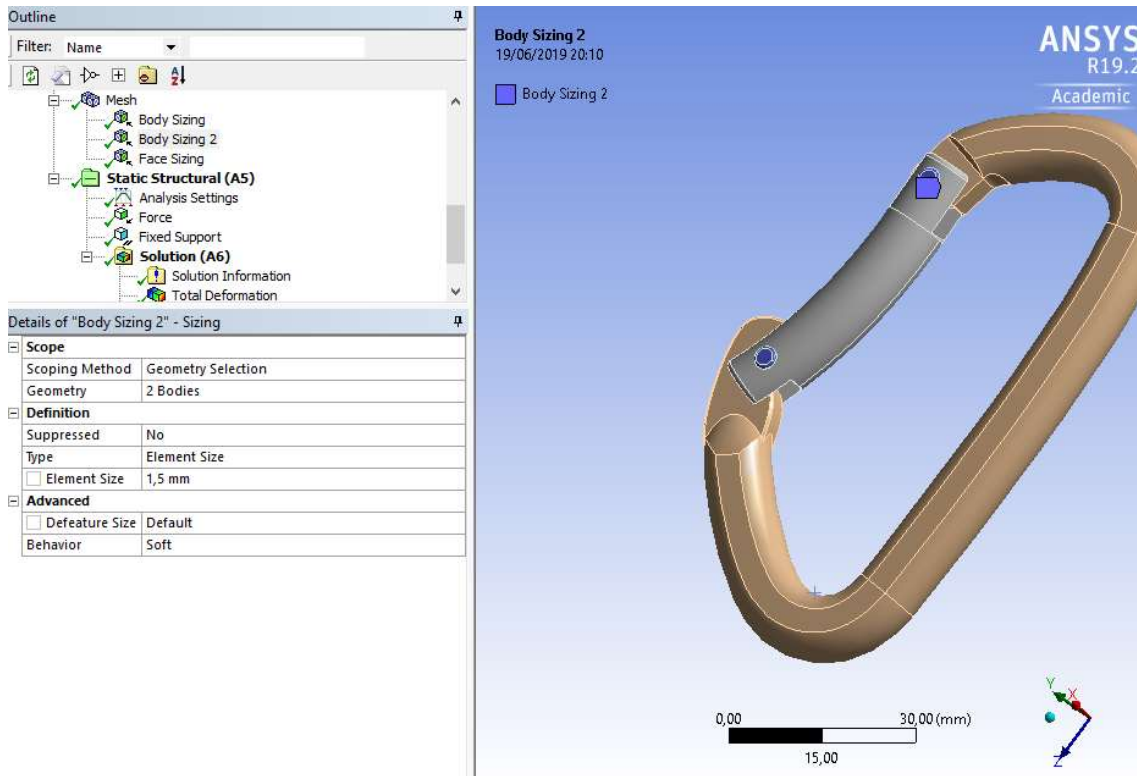 Outline
Filter: Name
Mesh
Body Sizing
Body Sizing 2
Face Sizing
Static Structural (A5)
Analysis Settings
Force
Fixed Support
Solution (A6)
Solution Information
Total Deformation
Details of "Body Sizing 2" - Sizing
Scope
Scoping Method Geometry Selection
Geometry 2 Bodies
Definition
Suppressed No
Type Element Size
Element Size 1,5 mm
Advanced
Defeature Size Default
Behavior Soft
Body Sizing 2
19/06/2019 20:10
Body Sizing 2
ANSYS
R19.2
Academic
0,00 30,00 (mm)
15,00
Y
X
Z